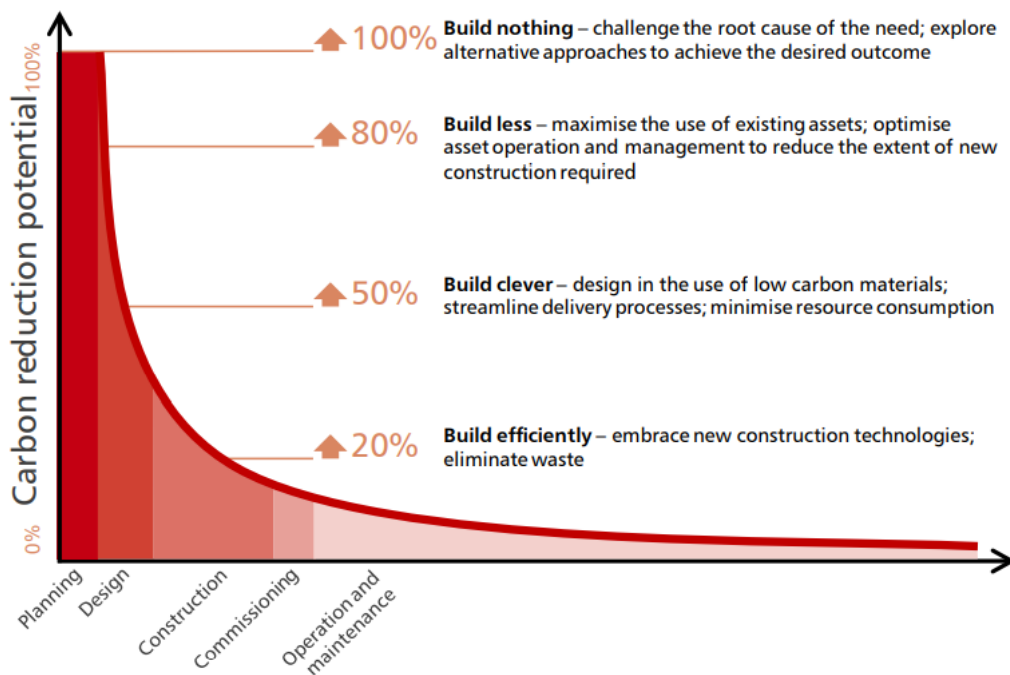 Carbon reduction potential
100%
0%
100%
Build nothing – challenge the root cause of the need; explore
alternative approaches to achieve the desired outcome
80%
Build less – maximise the use of existing assets; optimise
asset operation and management to reduce the extent of new
construction required
50%
Build clever – design in the use of low carbon materials;
streamline delivery processes; minimise resource consumption
20%
Build efficiently – embrace new construction technologies;
eliminate waste
Planning
Design
Construction
Commissioning
Operation and
maintenance